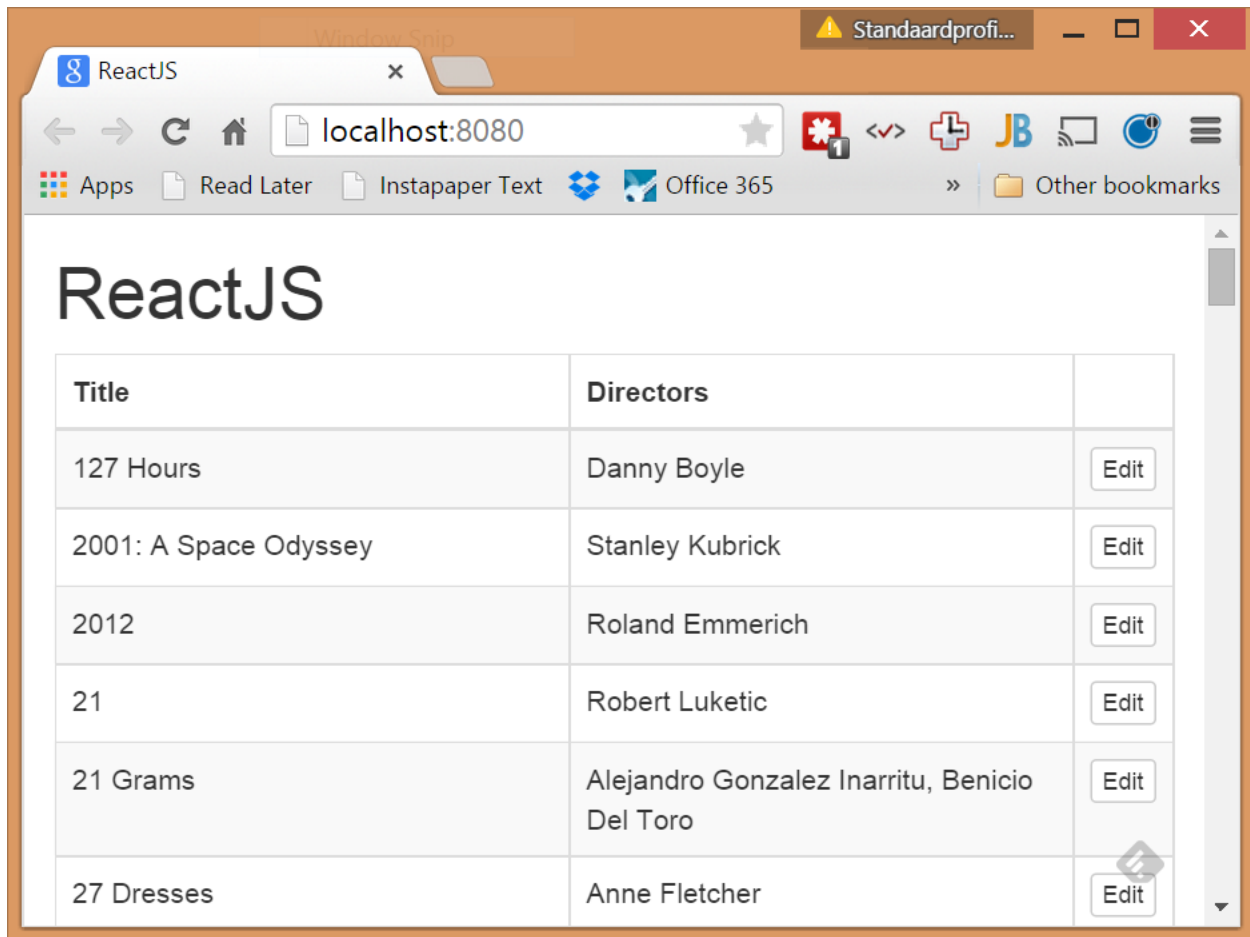 Window Snip
Standaardprofi...
ReactJS
localhost:8080
1
JB
Apps Read Later Instapaper Text Office 365 » Other bookmarks
ReactJS
Title Directors
127 Hours Danny Boyle Edit
2001: A Space Odyssey Stanley Kubrick Edit
2012 Roland Emmerich Edit
21 Robert Luketic Edit
21 Grams Alejandro Gonzalez Inarritu, Benicio Edit
Del Toro
27 Dresses Anne Fletcher Edit